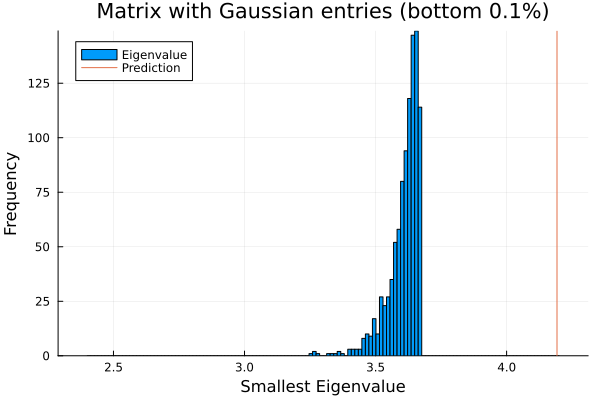 Matrix with Gaussian entries (bottom 0.1%)
Eigenvalue
Prediction
Frequency
125
100
75
50
25
0
2.5 3.0 3.5 4.0
Smallest Eigenvalue